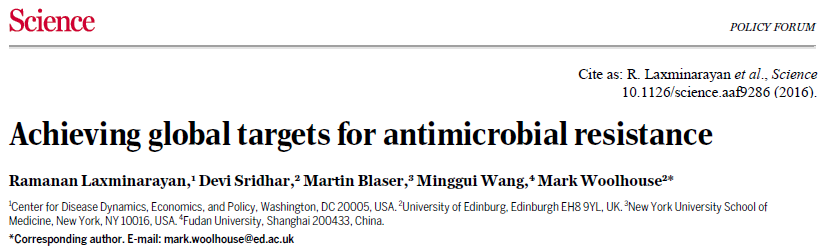 Science
POLICY FORUM
Cite as: R. Laxminarayan et al., Science
10.1126/science.aaf9286 (2016).
Achieving global targets for antimicrobial resistance
Ramanan Laxminarayan,¹ Devi Sridhar,² Martin Blaser,³ Minggui Wang,⁴ Mark Woolhouse²*
¹Center for Disease Dynamics, Economics, and Policy, Washington, DC 20005, USA. ²University of Edinburg, Edinburgh EH8 9YL, UK. ³New York University School of
Medicine, New York, NY 10016, USA. ⁴Fudan University, Shanghai 200433, China.
*Corresponding author. E-mail: mark.woolhouse@ed.ac.uk